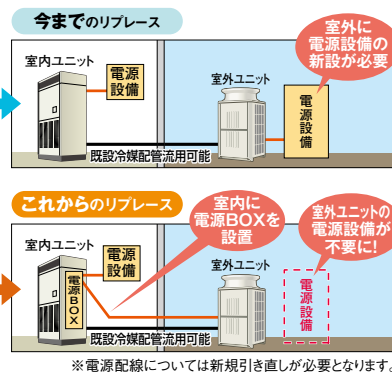 今までのリプレース
室外に
電源設備の
新設が必要
室内ユニット
電源
設備
室外ユニット
電源設備
既設冷媒配管流用可能
これからのリプレース
室内に
電源BOXを
設置
室外ユニットの
電源設備が
不要に!
室内ユニット
電源
設備
電源BOX
室外ユニット
電源設備
既設冷媒配管流用可能
※電源配線については新規引き直しが必要となります。